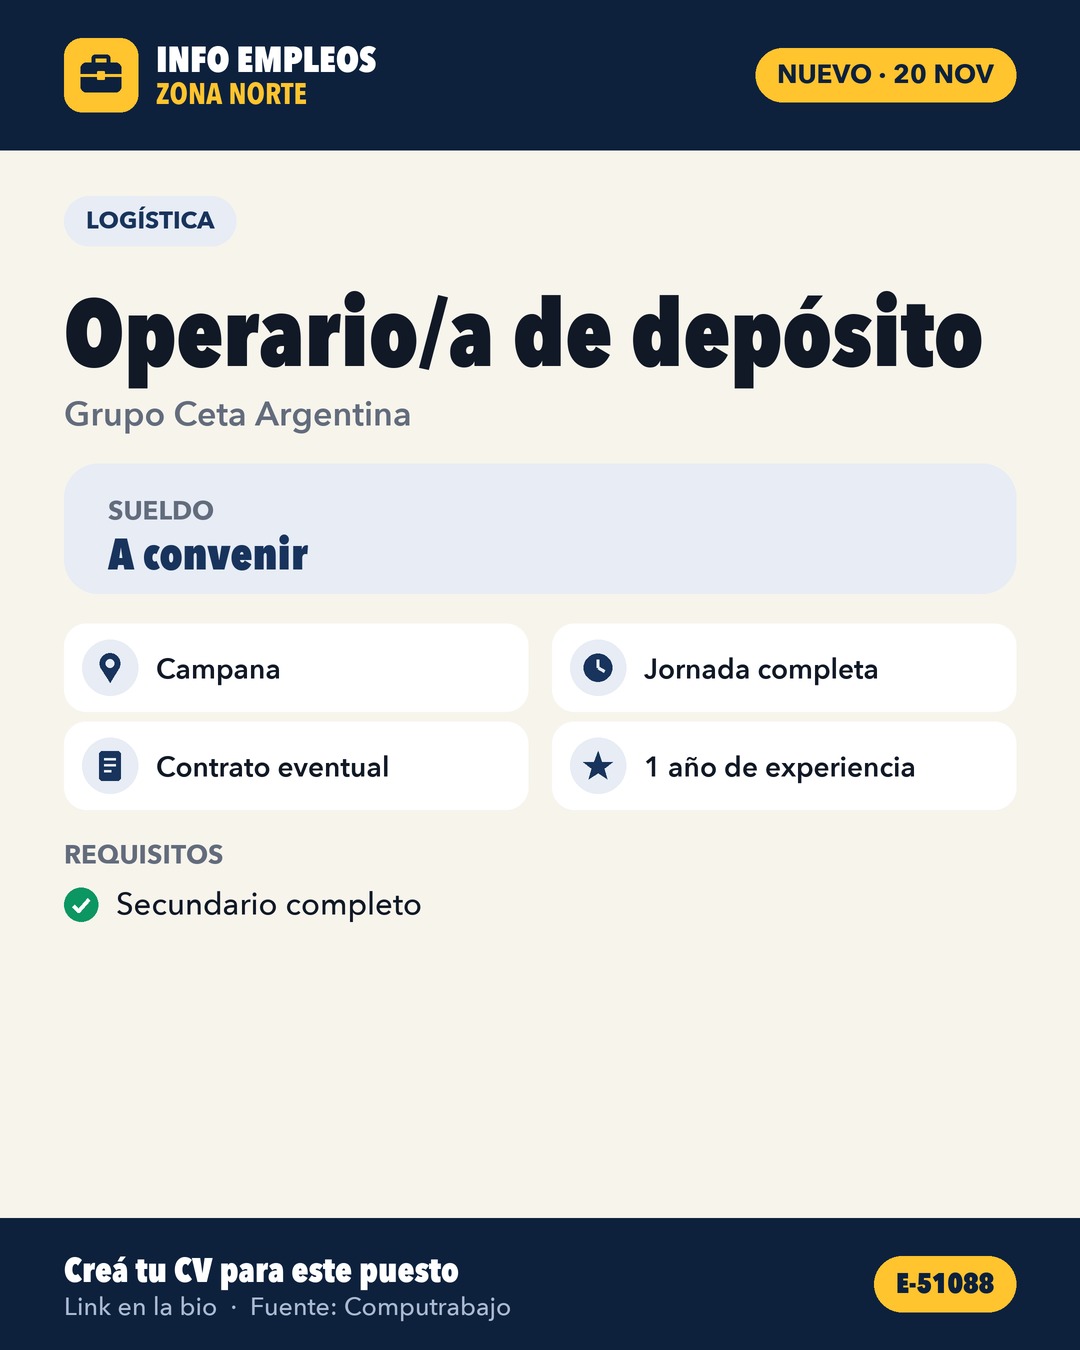 INFO EMPLEOS
ZONA NORTE
NUEVO · 20 NOV
LOGÍSTICA
Operario/a de depósito
Grupo Ceta Argentina
SUELDO
A convenir
Campana
Jornada completa
Contrato eventual
1 año de experiencia
REQUISITOS
Secundario completo
Creá tu CV para este puesto
Link en la bio · Fuente: Computrabajo
E-51088